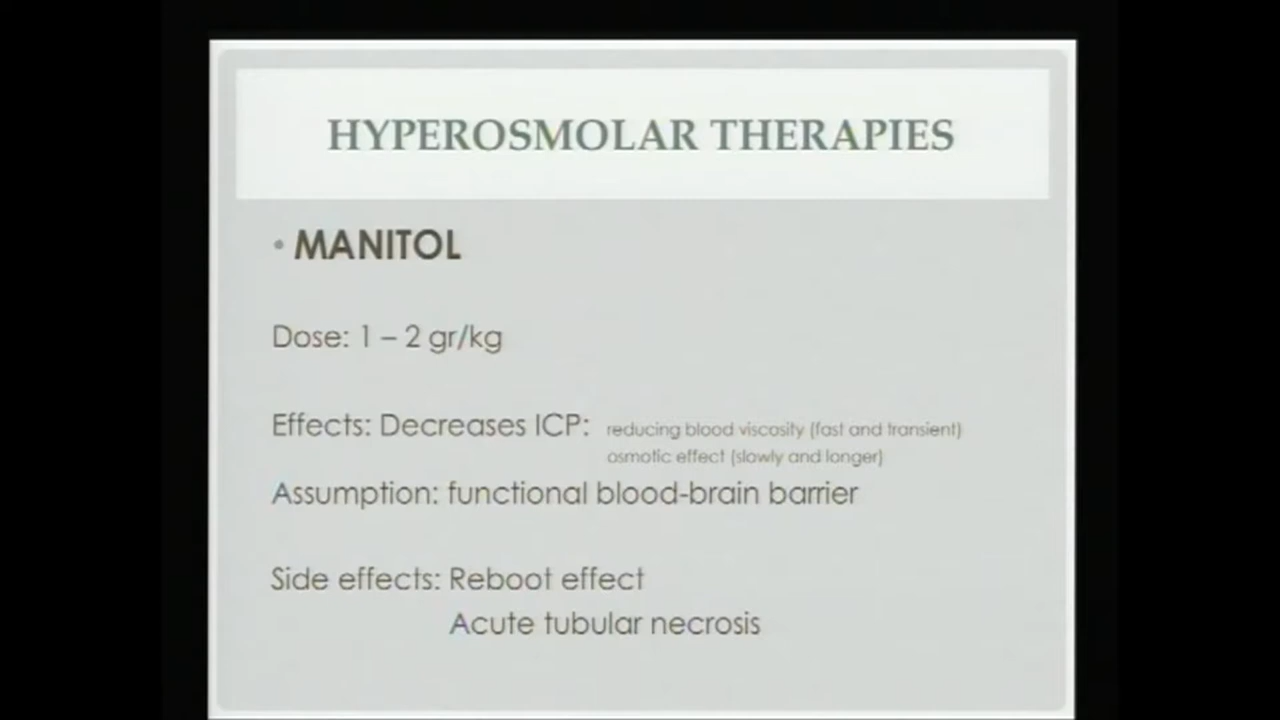 HYPEROSMOLAR THERAPIES
• MANITOL
Dose: 1 – 2 gr/kg
Effects: Decreases ICP: reducing blood viscosity (fast and transient)
osmotic effect (slowly and longer)
Assumption: functional blood-brain barrier
Side effects: Reboot effect
Acute tubular necrosis